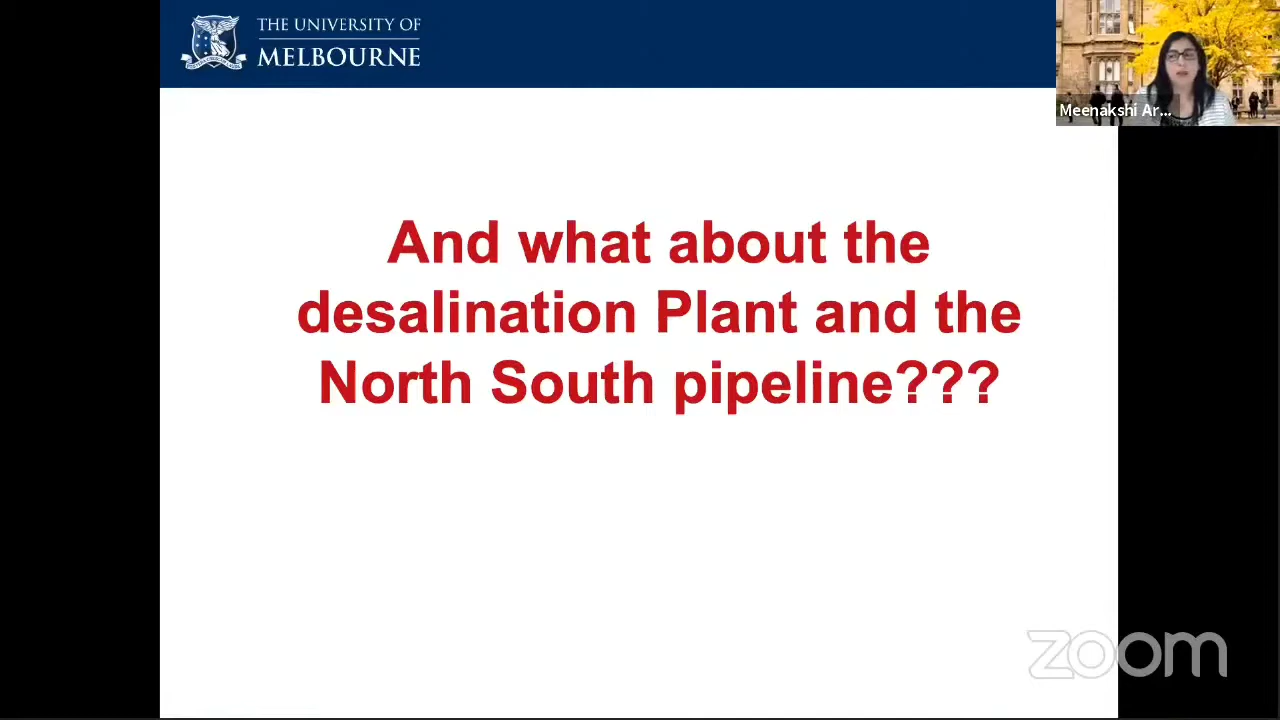 THE UNIVERSITY OF
MELBOURNE
Meenakshi Ar...
And what about the
desalination Plant and the
North South pipeline???
zoom